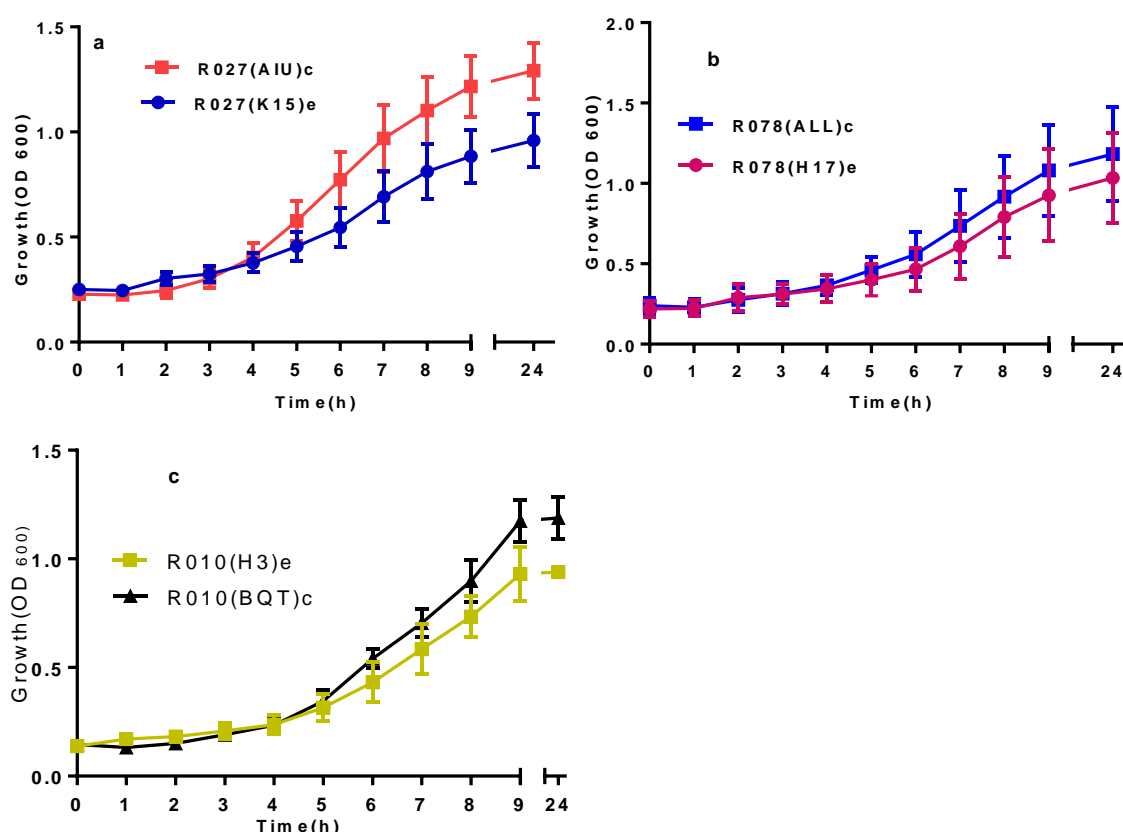 a
R027(AIU)c
R027(K15)e
Growth(OD 600)
1.5
1.0
0.5
0.0
0 1 2 3 4 5 6 7 8 9 24
Time(h)
b
R078(ALL)c
R078(H17)e
Growth(OD 600)
2.0
1.5
1.0
0.5
0.0
0 1 2 3 4 5 6 7 8 9 24
Time(h)
c
R010(H3)e
R010(BQT)c
Growth(OD 600)
1.5
1.0
0.5
0.0
0 1 2 3 4 5 6 7 8 9 24
Time(h)